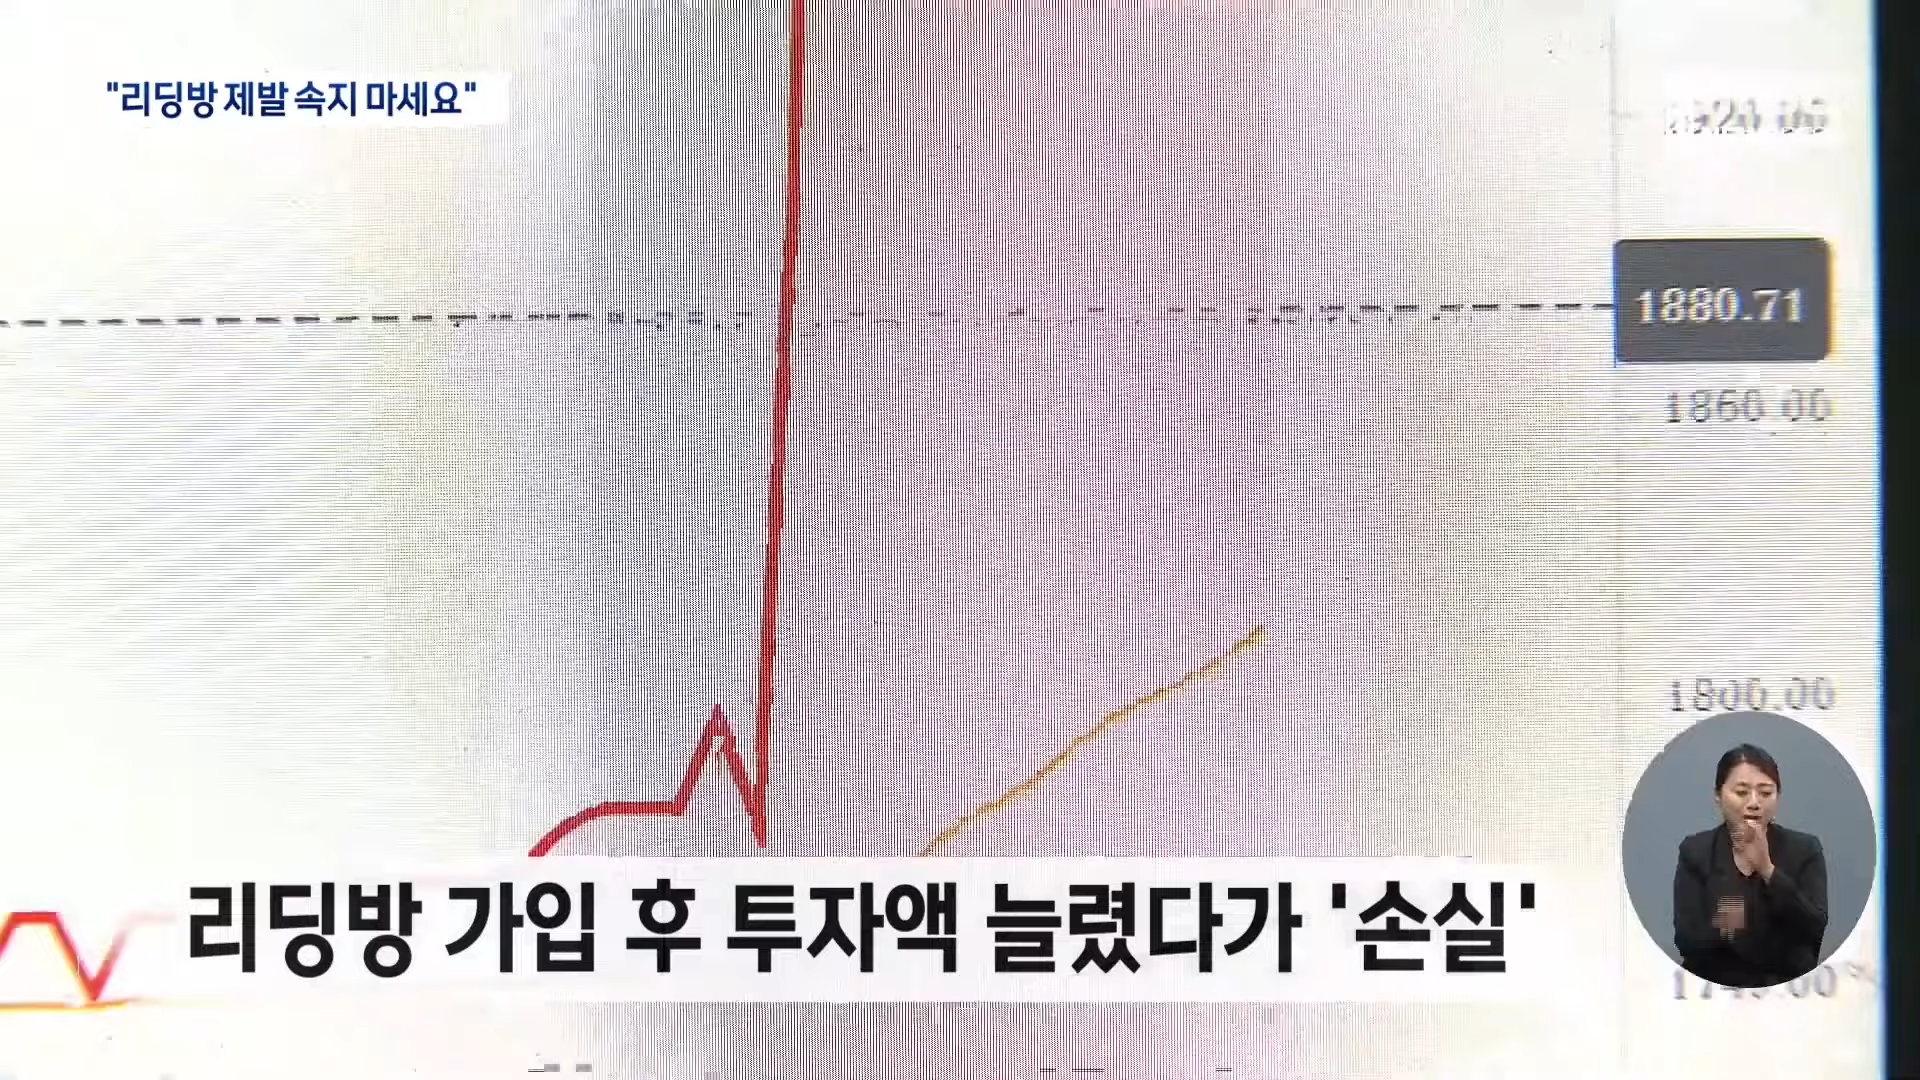 "리딩방 제발 속지 마세요"
1880.71
1860.00
1800.00
리딩방 가입 후 투자액 늘렸다가 '손실'